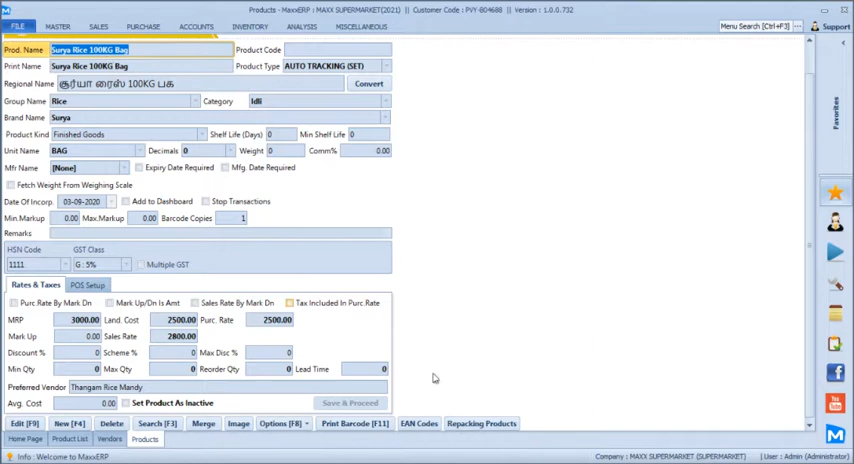 Products - MaxxERP : MAXX SUPERMARKET(2021) || Customer Code : PVY-B04688 || Version : 1.0.0.732
FILE MASTER SALES PURCHASE ACCOUNTS INVENTORY ANALYSIS MISCELLANEOUS Menu Search [Ctrl+F3] ... Support
Prod. Name Surya Rice 100KG Bag Product Code
Print Name Surya Rice 100KG Bag Product Type AUTO TRACKING (SET)
Regional Name சூர்யா ரைஸ் 100KG பக Convert
Group Name Rice Category Idli
Brand Name Surya
Product Kind Finished Goods Shelf Life (Days) 0 Min Shelf Life 0
Unit Name BAG Decimals 0 Weight 0 Comm% 0.00
Mfr Name [None] Expiry Date Required Mfg. Date Required
Fetch Weight From Weighing Scale
Date Of Incorp. 03-09-2020 Add to Dashboard Stop Transactions
Min.Markup 0.00 Max.Markup 0.00 Barcode Copies 1
Remarks
HSN Code GST Class
1111 G : 5% Multiple GST
Rates & Taxes POS Setup
Purc.Rate By Mark Dn Mark Up/Dn Is Amt Sales Rate By Mark Dn Tax Included In Purc.Rate
MRP 3000.00 Land. Cost 2500.00 Purc. Rate 2500.00
Mark Up 0.00 Sales Rate 2800.00
Discount % 0 Scheme % 0 Max Disc % 0
Min Qty 0 Max Qty 0 Reorder Qty 0 Lead Time 0
Preferred Vendor Thangam Rice Mandy
Avg. Cost 0.00 Set Product As Inactive Save & Proceed
Edit [F9] New [F4] Delete Search [F3] Merge Image Options [F8] Print Barcode [F11] EAN Codes Repacking Products
Home Page Product List Vendors Products
Info : Welcome to MaxxERP Company : MAXX SUPERMARKET (SUPERMARKET) | User : Admin (Administrator)
Favorites
You Tube